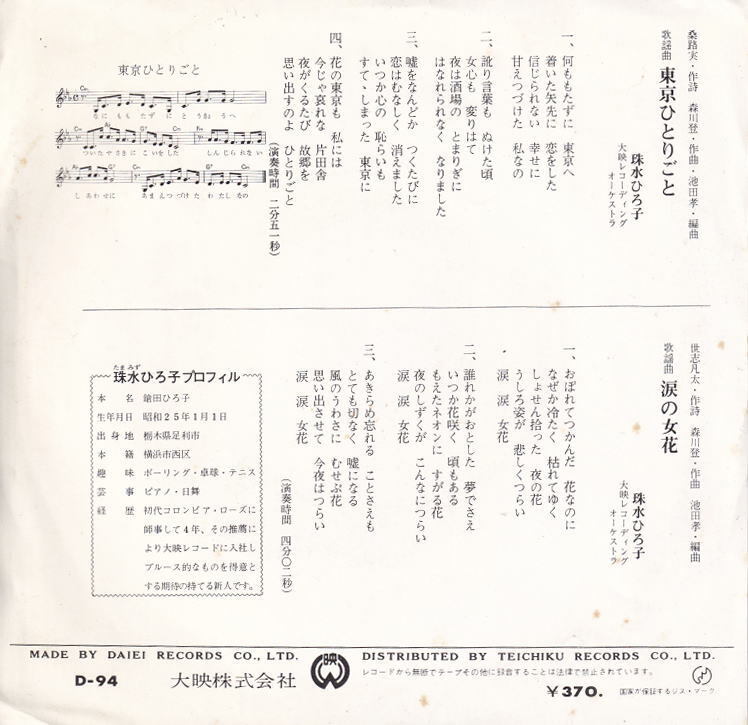 桑路実・作詩　森川登・作曲・池田孝・編曲
歌謡曲 東京ひとりごと
珠水ひろ子
大映レコーディング
オーケストラ
一、何ももたずに　東京へ
着いた矢先に　恋をした
信じられない　幸せに
甘えつづけた　私なの
二、訛り言葉も　ぬけた頃
女心も　変りはて
夜は酒場の　とまりぎに
はなれられなく　なりました
三、嘘をなんどか　つくたびに
恋はむなしく　消えました
いつか心の　恥らいも
すてゝしまった　東京に
四、花の東京も　私には
今じゃ哀れな　片田舎
夜がくるたび　故郷を
思い出すのよ　ひとりごと
（演奏時間　二分五一秒）
東京ひとりごと
なにももたずにとうきょうへ
ついたやさきにこいをした　しんじられない
しあわせに　あまえつづけた　わたしなの
世志凡太・作詩　森川登・作曲　池田孝・編曲
歌謡曲 涙の女花
珠水ひろ子
大映レコーディング
オーケストラ
一、おぼれてつかんだ　花なのに
なぜか冷たく　枯れてゆく
しょせん拾った　夜の花
うしろ姿が　悲しくつらい
涙　涙　女花
二、誰れかがおとした　夢でさえ
いつか花咲く　頃もある
もえたネオンに　すがる花
夜のしずくが　こんなにつらい
涙　涙　女花
三、あきらめ忘れる　ことさえも
とても切なく　嘘になる
風のうわさに　むせぶ花
思い出させて　今夜はつらい
涙　涙　女花
（演奏時間　四分〇二秒）
たまみず
珠水ひろ子プロフィル
本名　鎗田ひろ子
生年月日　昭和25年1月1日
出身地　栃木県足利市
本籍　横浜市西区
趣味　ボーリング・卓球・テニス
芸事　ピアノ・日舞
経歴　初代コロンビア・ローズに
師事して4年、その推薦に
より大映レコードに入社し
ブルース的なものを得意と
する期待の持てる新人です。
MADE BY DAIEI RECORDS CO., LTD.
D-94　大映株式会社
映
DISTRIBUTED BY TEICHIKU RECORDS CO., LTD.
レコードから無断でテープその他に録音することは法律で禁止されています。
￥370.　国家が保証するジス・マーク